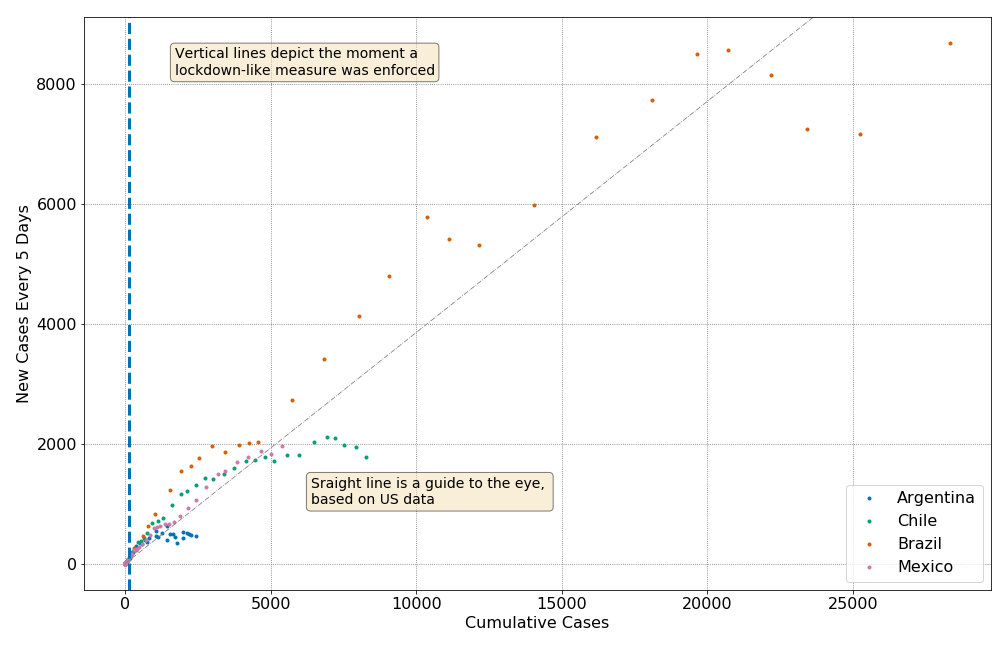 Vertical lines depict the moment a
lockdown-like measure was enforced
8000
6000
4000
2000
0
New Cases Every 5 Days
Sraight line is a guide to the eye,
based on US data
Argentina
Chile
Brazil
Mexico
0
5000
10000
15000
20000
25000
Cumulative Cases